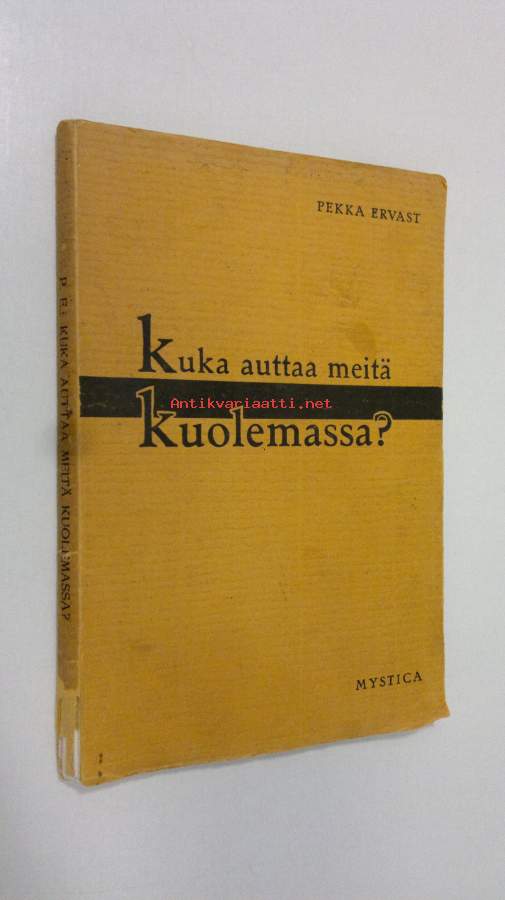 PEKKA ERVAST
Kuka auttaa meitä
Kuolemassa?
MYSTICA
P. E.: KUKA AUTTAA MEITÄ KUOLEMASSA?
Antikvariaatti.net